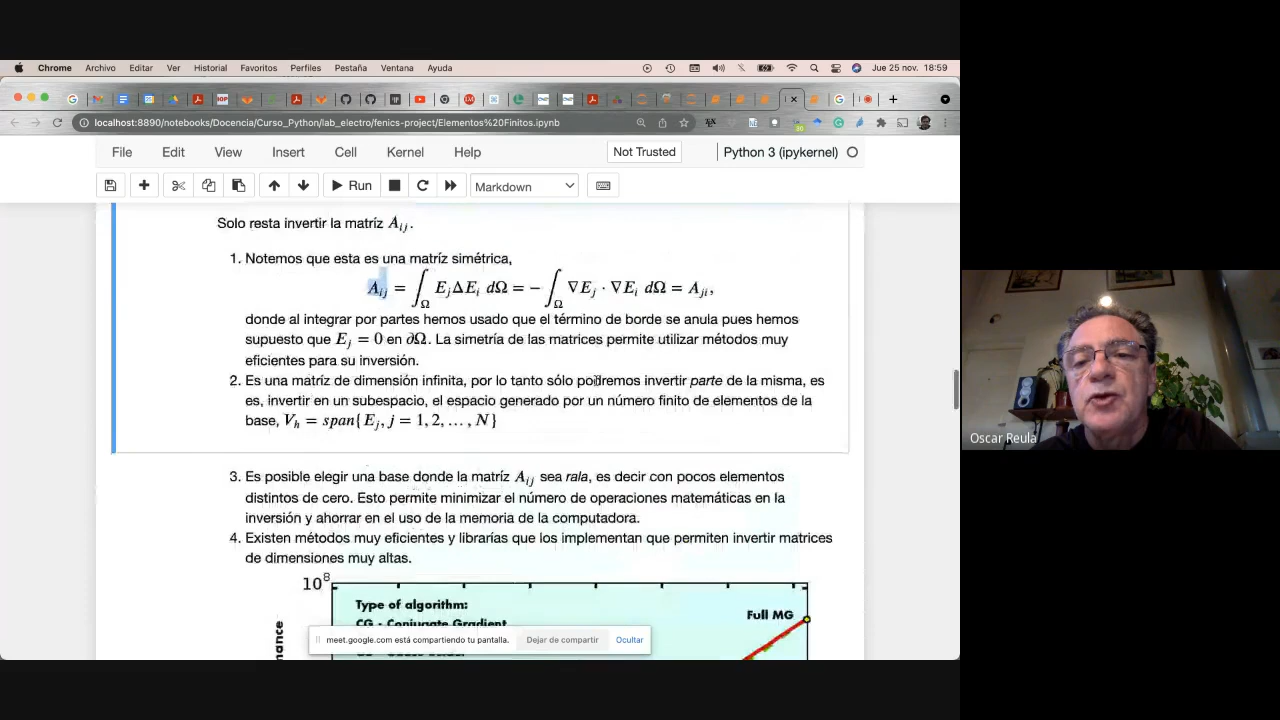 Chrome Archivo Editar Ver Historial Favoritos Perfiles Pestaña Ventana Ayuda Jue 25 nov. 18:59
localhost:8890/notebooks/Docencia/Curso_Python/lab_electro/fenics-project/Elementos%20Finitos.ipynb
File Edit View Insert Cell Kernel Help Not Trusted Python 3 (ipykernel)
Run Markdown
Solo resta invertir la matríz A_{ij}.
1. Notemos que esta es una matríz simétrica,
A_{ij} = ∫_Ω E_j ΔE_i dΩ = − ∫_Ω ∇E_j · ∇E_i dΩ = A_{ji},
donde al integrar por partes hemos usado que el término de borde se anula pues hemos
supuesto que E_j = 0 en ∂Ω. La simetría de las matrices permite utilizar métodos muy
eficientes para su inversión.
2. Es una matríz de dimensión infinita, por lo tanto sólo podremos invertir parte de la misma, es
es, invertir en un subespacio, el espacio generado por un número finito de elementos de la
base, V_h = span{E_j, j = 1, 2, … , N}
3. Es posible elegir una base donde la matríz A_{ij} sea rala, es decir con pocos elementos
distintos de cero. Esto permite minimizar el número de operaciones matemáticas en la
inversión y ahorrar en el uso de la memoria de la computadora.
4. Existen métodos muy eficientes y librarías que los implementan que permiten invertir matrices
de dimensiones muy altas.
10^8
Type of algorithm:
Full MG
CG - Conjugate Gradient
meet.google.com está compartiendo tu pantalla. Dejar de compartir Ocultar
Oscar Reula